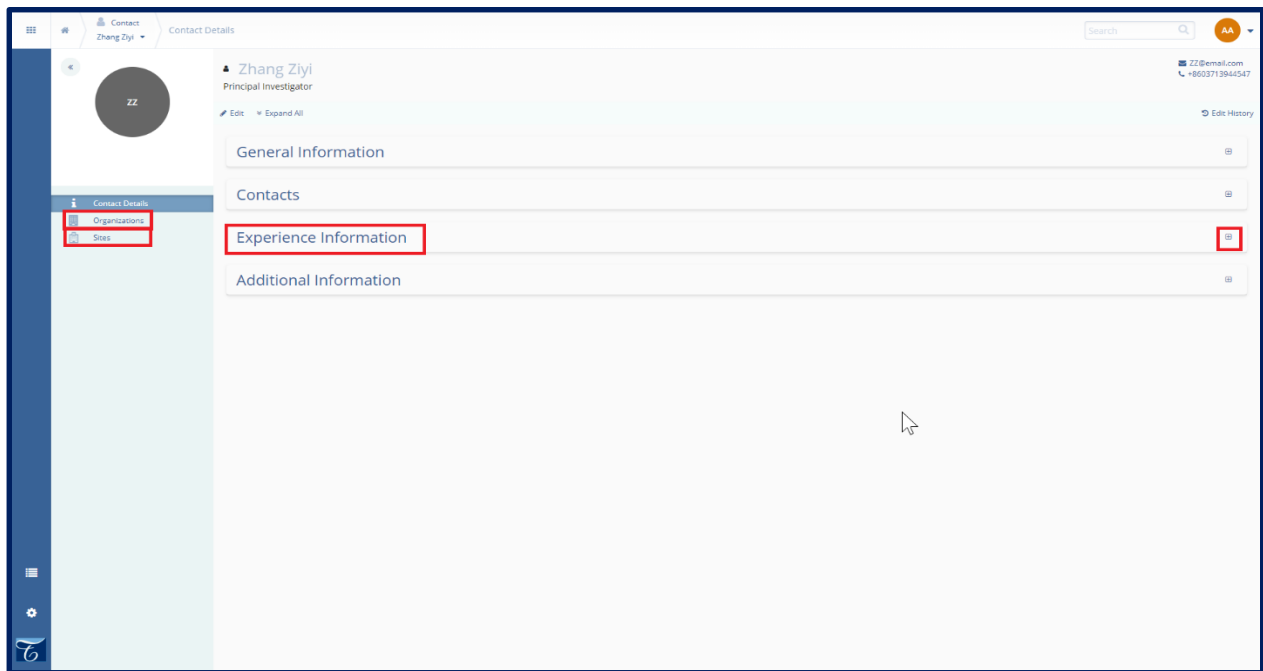 Contact
Zhang Ziyi
Contact Details
Search
AA
ZZ
Zhang Ziyi
Principal Investigator
ZZ@email.com
+8603713944547
Edit
Expand All
Edit History
General Information
Contacts
Experience Information
Additional Information
Contact Details
Organizations
Sites